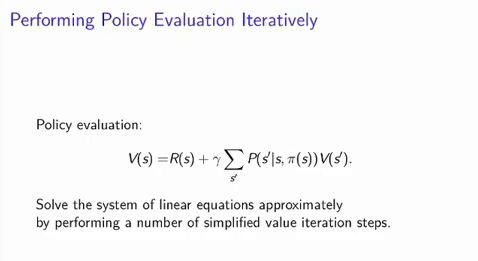 Performing Policy Evaluation Iteratively
Policy evaluation:
V(s) =R(s) + γ ∑ P(s′|s, π(s))V(s′).
s′
Solve the system of linear equations approximately
by performing a number of simplified value iteration steps.